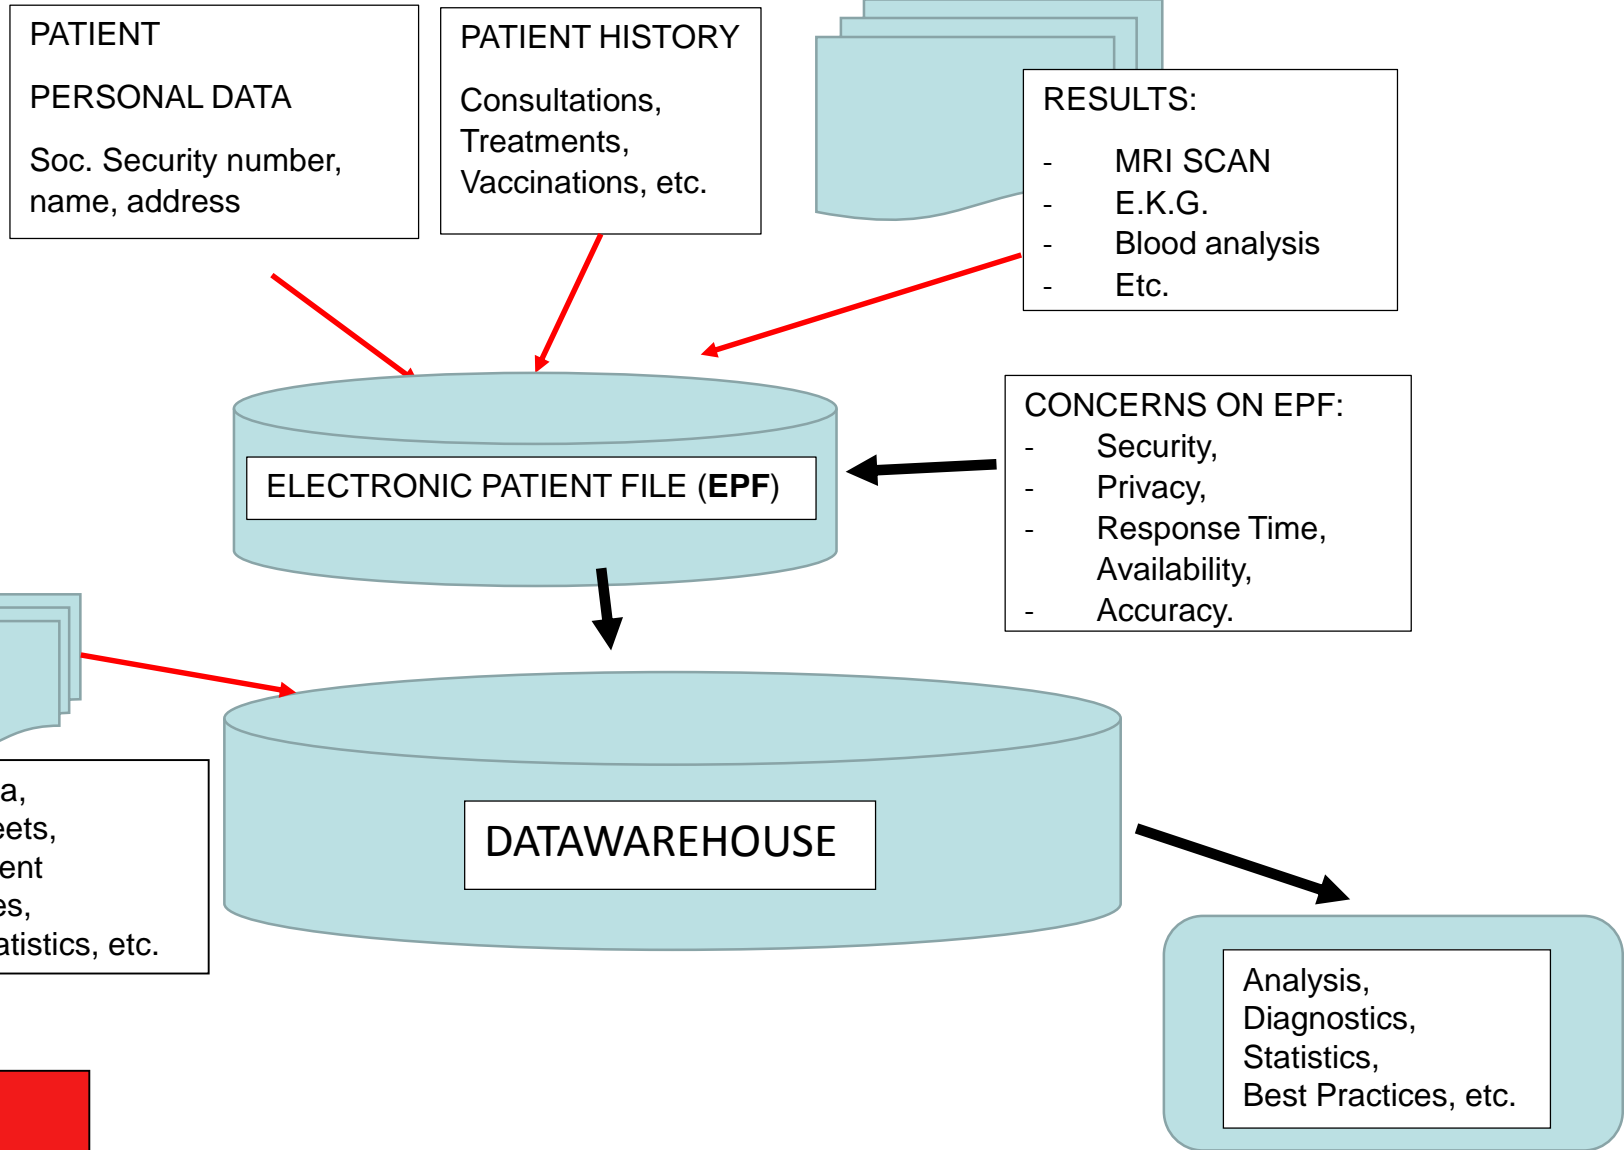 PATIENT
PERSONAL DATA
Soc. Security number,
name, address
PATIENT HISTORY
Consultations,
Treatments,
Vaccinations, etc.
RESULTS:
- MRI SCAN
- E.K.G.
- Blood analysis
- Etc.
ELECTRONIC PATIENT FILE (EPF)
CONCERNS ON EPF:
- Security,
- Privacy,
- Response Time,
Availability,
- Accuracy.
DATAWAREHOUSE
etc.
Analysis,
Diagnostics,
Statistics,
Best Practices, etc.